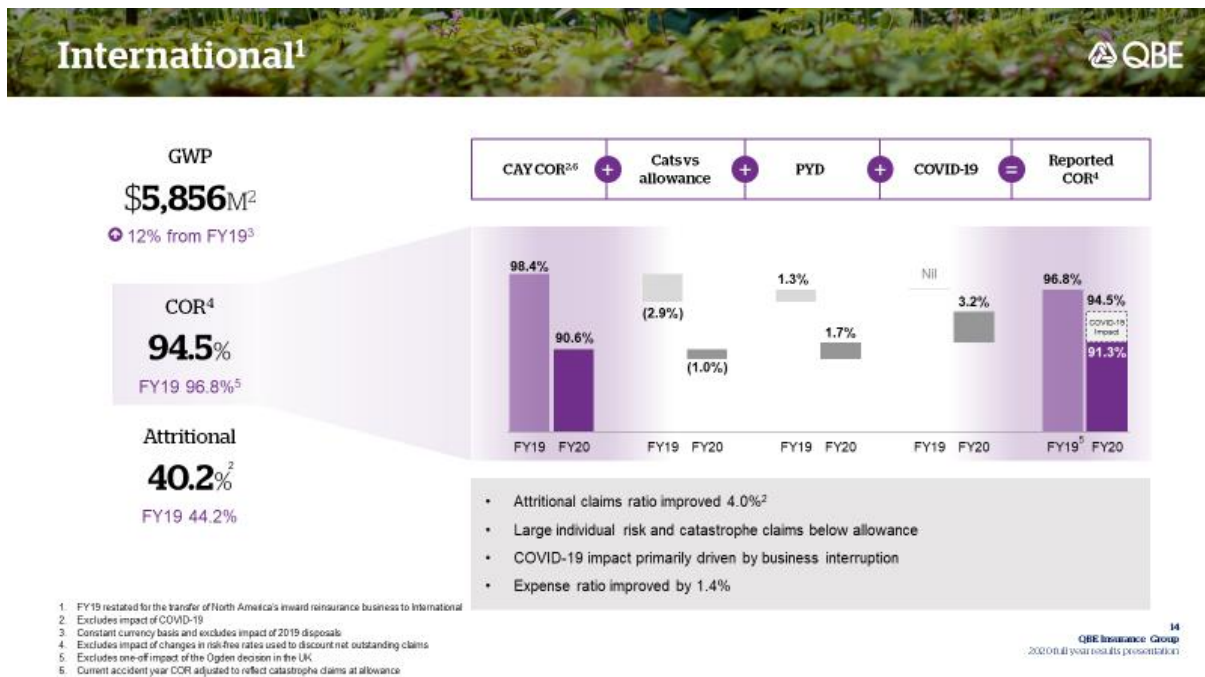 International¹
QBE
GWP
$5,856M²
12% from FY19³
COR⁴
94.5%
FY19 96.8%⁵
Attritional
40.2%²
FY19 44.2%
CAY COR²·⁶ + Cats vs allowance + PYD + COVID-19 = Reported COR⁴
98.4%
90.6%
FY19 FY20
(2.9%)
(1.0%)
FY19 FY20
1.3%
1.7%
FY19 FY20
Nil
3.2%
FY19 FY20
96.8%
94.5%
COVID-19
Impact
91.3%
FY19⁵ FY20
• Attritional claims ratio improved 4.0%²
• Large individual risk and catastrophe claims below allowance
• COVID-19 impact primarily driven by business interruption
• Expense ratio improved by 1.4%
1. FY19 restated for the transfer of North America's inward reinsurance business to International
2. Excludes impact of COVID-19
3. Constant currency basis and excludes impact of 2019 disposals
4. Excludes impact of changes in risk-free rates used to discount net outstanding claims
5. Excludes one-off impact of the Ogden decision in the UK
6. Current accident year COR adjusted to reflect catastrophe claims at allowance
14
QBE Insurance Group
2020 full year results presentation